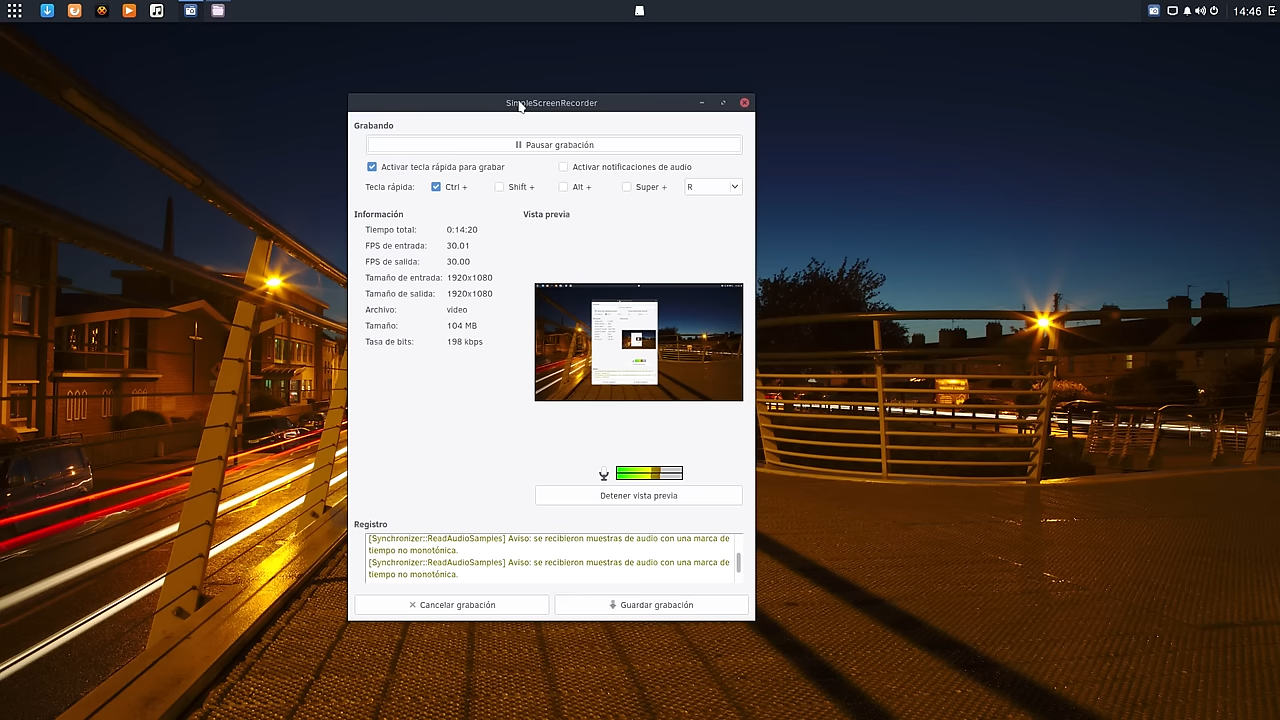 14:46
SimpleScreenRecorder
Grabando
Pausar grabación
Activar tecla rápida para grabar
Activar notificaciones de audio
Tecla rápida: Ctrl + Shift + Alt + Super + R
Información
Vista previa
Tiempo total: 0:14:20
FPS de entrada: 30.01
FPS de salida: 30.00
Tamaño de entrada: 1920x1080
Tamaño de salida: 1920x1080
Archivo: video
Tamaño: 104 MB
Tasa de bits: 198 kbps
Detener vista previa
Registro
[Synchronizer::ReadAudioSamples] Aviso: se recibieron muestras de audio con una marca de
tiempo no monotónica.
[Synchronizer::ReadAudioSamples] Aviso: se recibieron muestras de audio con una marca de
tiempo no monotónica.
Cancelar grabación
Guardar grabación